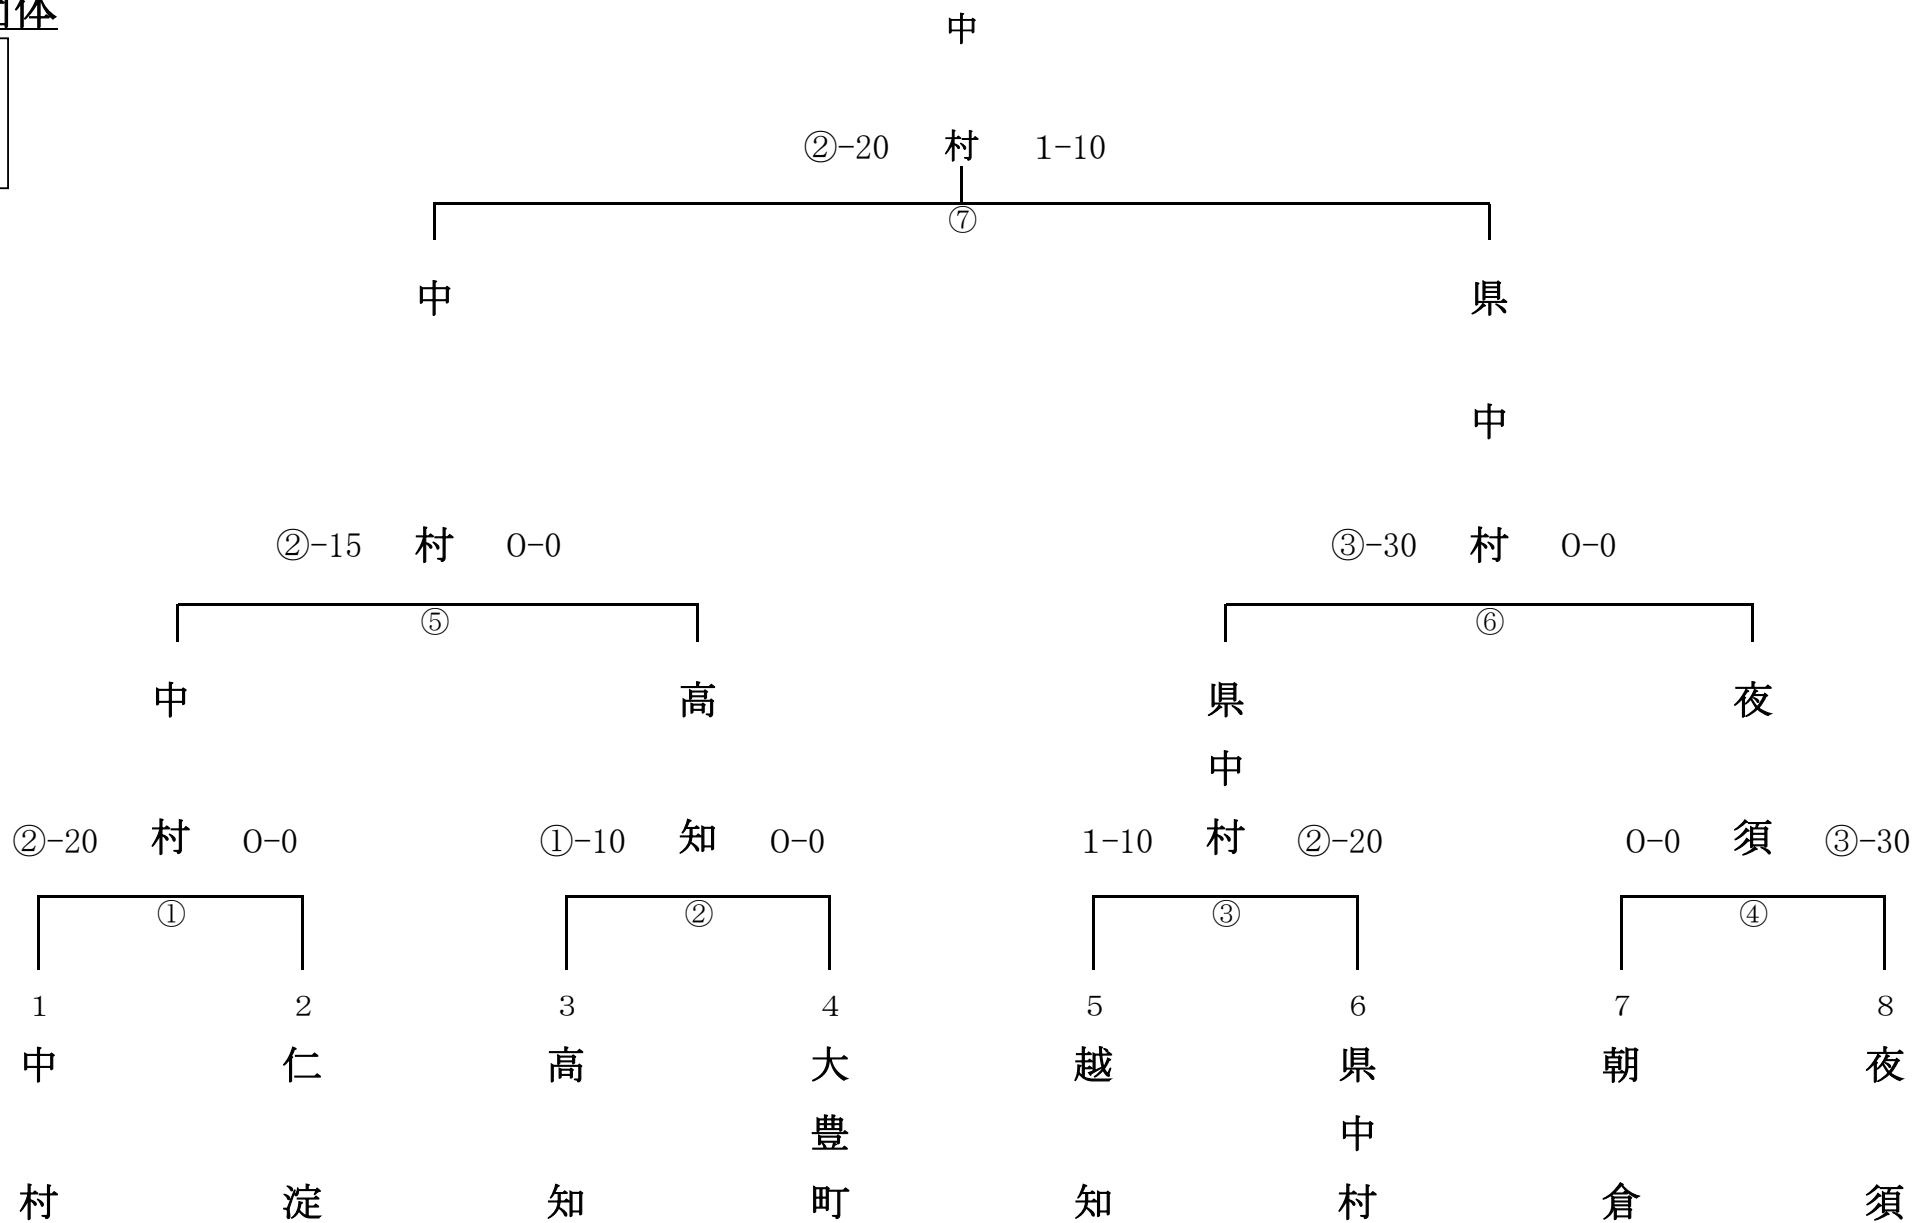 体
中村
②-20 1-10
⑦
中村
県中村
②-15 0-0
③-30 0-0
⑤
⑥
中村
高知
県中村
夜須
②-20 0-0
①-10 0-0
1-10 ②-20
0-0 ③-30
①
②
③
④
1 2 3 4 5 6 7 8
中村
仁淀
高知
大豊町
越知
県中村
朝倉
夜須